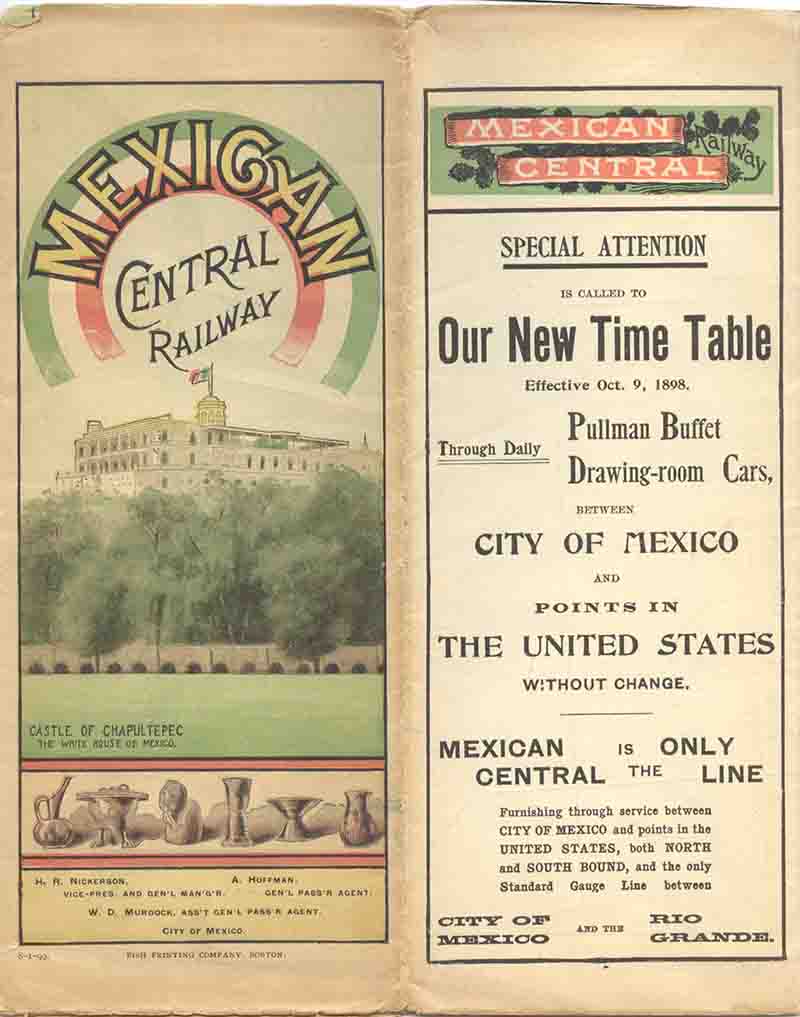 MEXICAN
CENTRAL
RAILWAY
CASTLE OF CHAPULTEPEC
THE WHITE HOUSE OF MEXICO.
H. R. NICKERSON,
VICE-PRES. AND GEN'L MAN'G'R.
A. HOFFMAN,
GEN'L PASS'R AGENT.
W. D. MURDOCK, ASS'T GEN'L PASS'R AGENT.
CITY OF MEXICO.
8-1-99.
FISH PRINTING COMPANY, BOSTON.
MEXICAN
CENTRAL
Railway
SPECIAL ATTENTION
IS CALLED TO
Our New Time Table
Effective Oct. 9, 1898.
Through Daily
Pullman Buffet
Drawing-room Cars,
BETWEEN
CITY OF MEXICO
AND
POINTS IN
THE UNITED STATES
WITHOUT CHANGE.
MEXICAN IS ONLY
CENTRAL THE LINE
Furnishing through service between
CITY OF MEXICO and points in the
UNITED STATES, both NORTH
and SOUTH BOUND, and the only
Standard Gauge Line between
CITY OF
MEXICO
AND THE
RIO
GRANDE.